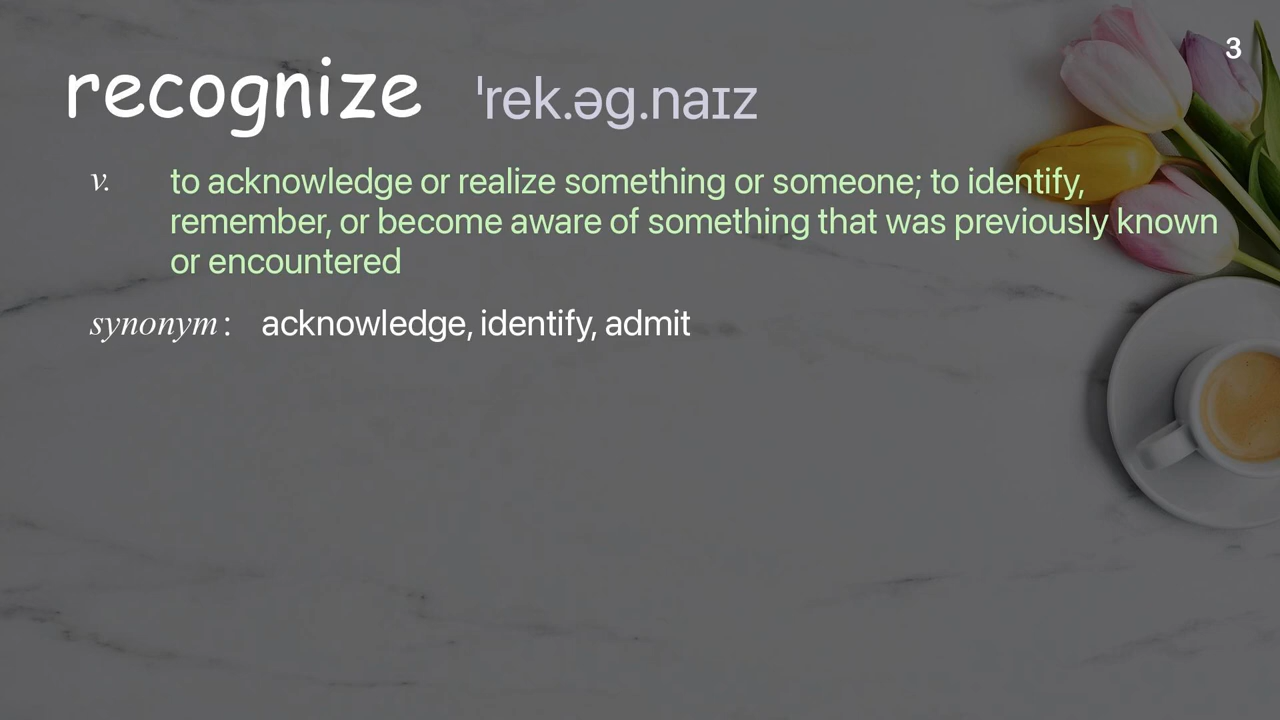 3
recognize ˈrek.əg.naɪz
v. to acknowledge or realize something or someone; to identify,
remember, or become aware of something that was previously known
or encountered
synonym: acknowledge, identify, admit